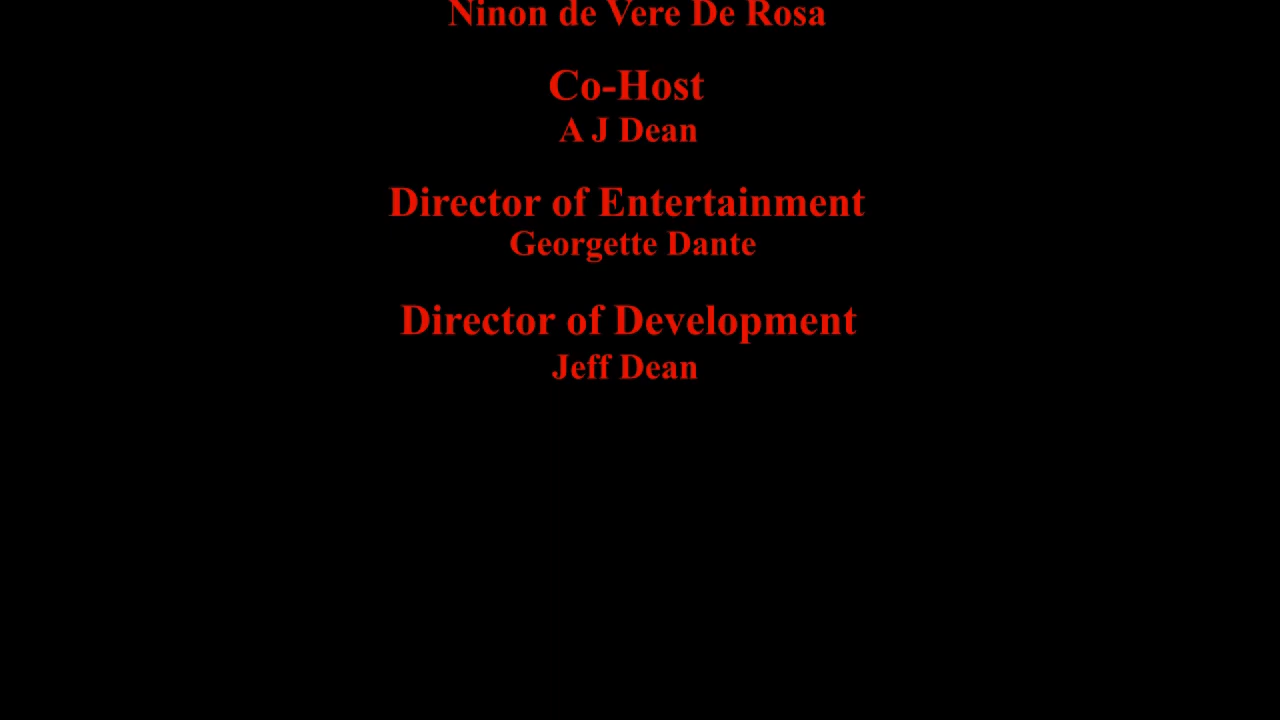 Ninon de Vere De Rosa
Co-Host
A J Dean
Director of Entertainment
Georgette Dante
Director of Development
Jeff Dean